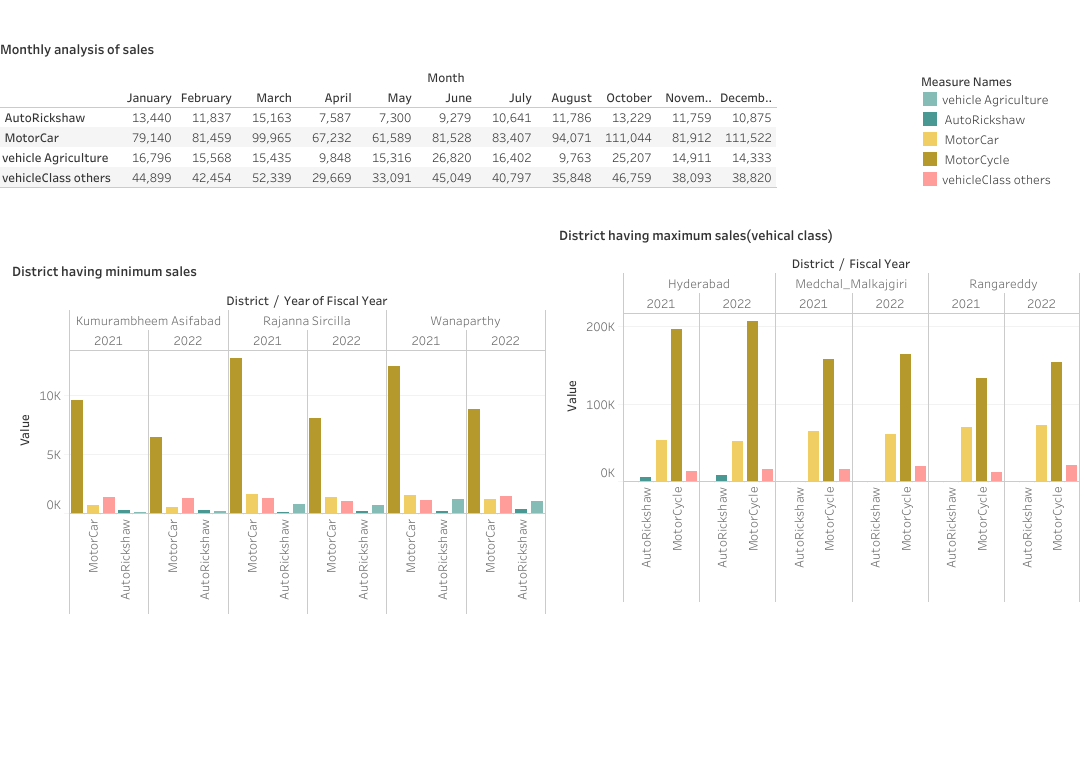 Monthly analysis of sales
Month
January February March April May June July August October Novem.. Decemb..
AutoRickshaw 13,440 11,837 15,163 7,587 7,300 9,279 10,641 11,786 13,229 11,759 10,875
MotorCar 79,140 81,459 99,965 67,232 61,589 81,528 83,407 94,071 111,044 81,912 111,522
vehicle Agriculture 16,796 15,568 15,435 9,848 15,316 26,820 16,402 9,763 25,207 14,911 14,333
vehicleClass others 44,899 42,454 52,339 29,669 33,091 45,049 40,797 35,848 46,759 38,093 38,820
Measure Names
vehicle Agriculture
AutoRickshaw
MotorCar
MotorCycle
vehicleClass others
District having minimum sales
District / Year of Fiscal Year
Kumurambheem Asifabad Rajanna Sircilla Wanaparthy
2021 2022 2021 2022 2021 2022
Value
10K
5K
0K
MotorCar AutoRickshaw MotorCar AutoRickshaw MotorCar AutoRickshaw MotorCar AutoRickshaw MotorCar AutoRickshaw MotorCar AutoRickshaw
District having maximum sales(vehical class)
District / Fiscal Year
Hyderabad Medchal_Malkajgiri Rangareddy
2021 2022 2021 2022 2021 2022
Value
200K
100K
0K
AutoRickshaw MotorCycle AutoRickshaw MotorCycle AutoRickshaw MotorCycle AutoRickshaw MotorCycle AutoRickshaw MotorCycle AutoRickshaw MotorCycle